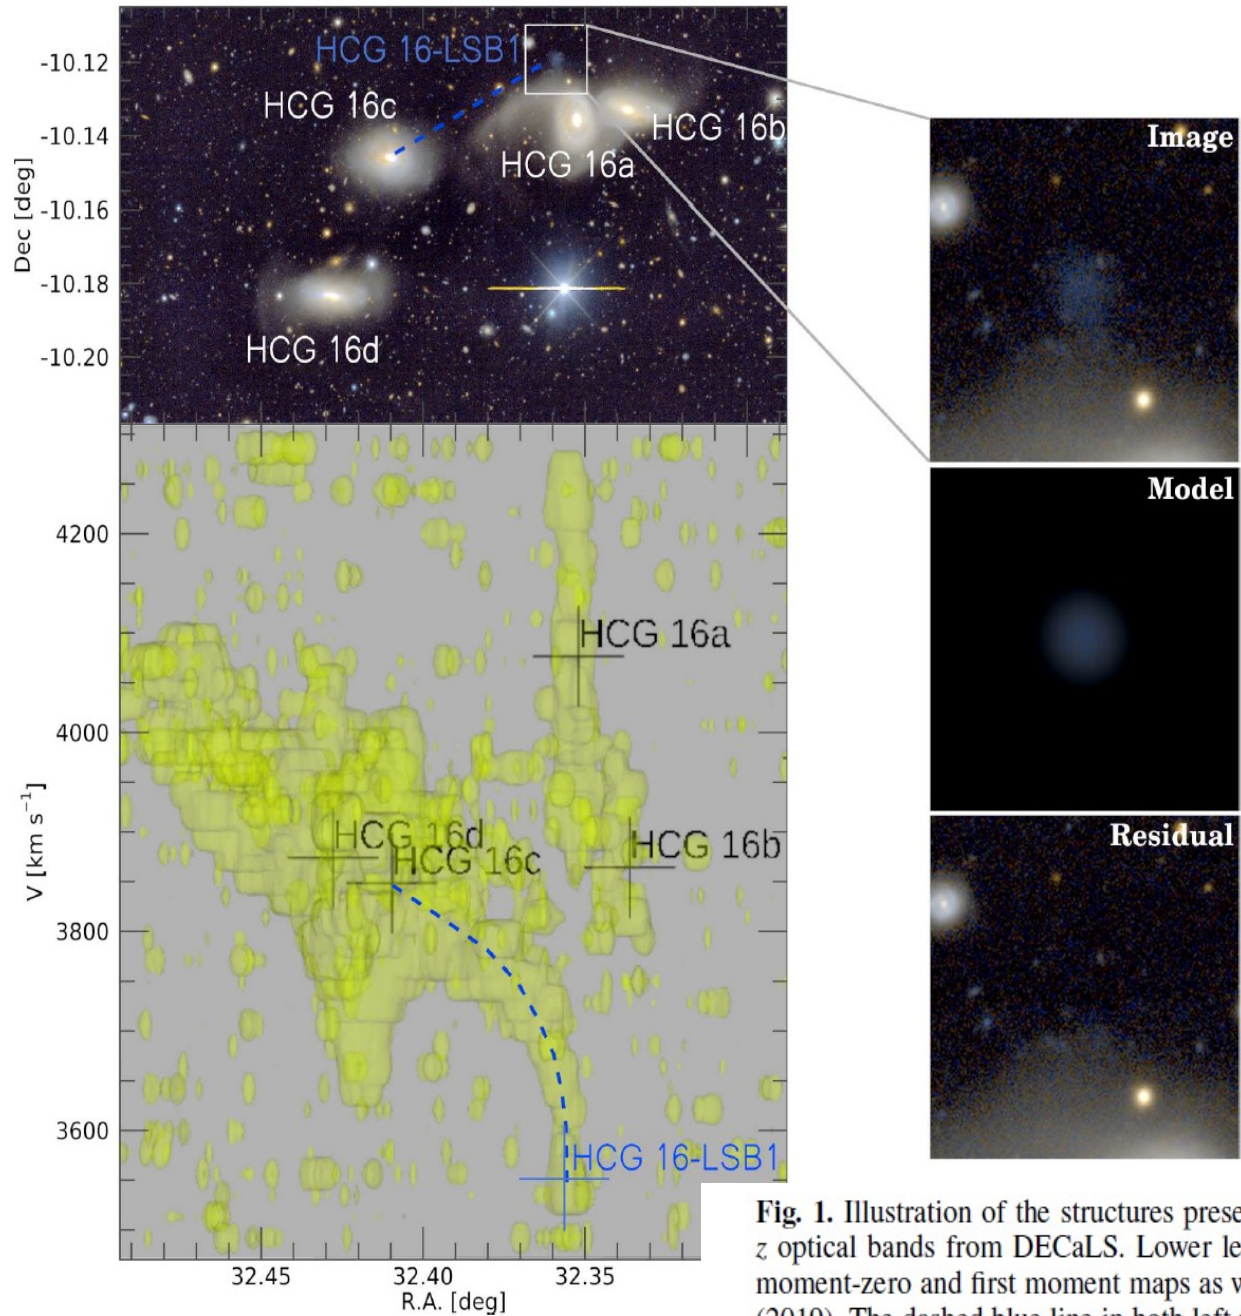 HCG 16-LSB1
HCG 16c
HCG 16b
HCG 16a
HCG 16d
-10.12
-10.14
-10.16
-10.18
-10.20
Dec [deg]
Image
Model
Residual
4200
4000
3800
3600
V [km s⁻¹]
HCG 16a
HCG 16d
HCG 16c
HCG 16b
HCG 16-LSB1
32.45
32.40
32.35
R.A. [deg]
Fig. 1. Illustration of the structures prese
z optical bands from DECaLS. Lower le
moment-zero and first moment maps as w
(2019). The dashed blue line in both left